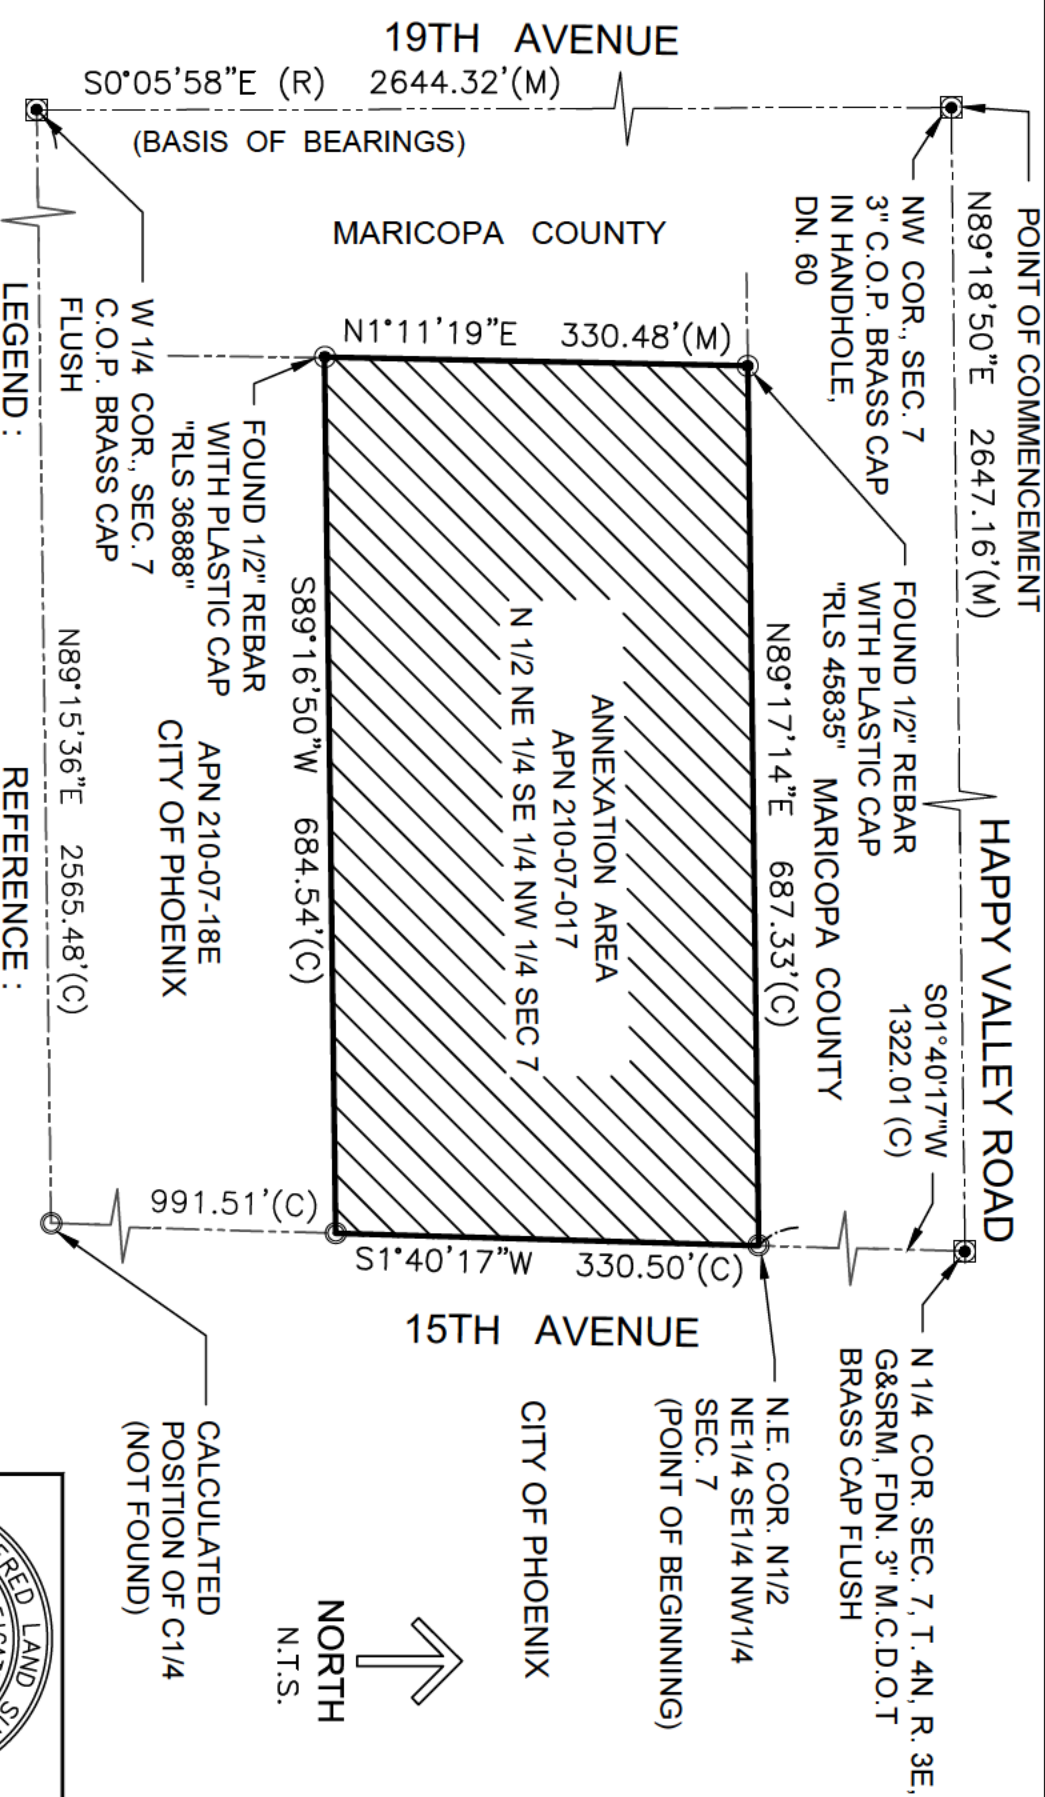 19TH AVENUE
S0°05'58"E (R) 2644.32'(M)
(BASIS OF BEARINGS)
MARICOPA COUNTY
POINT OF COMMENCEMENT
N89°18'50"E 2647.16'(M)
NW COR., SEC. 7
3" C.O.P. BRASS CAP
IN HANDHOLE,
DN. .60
HAPPY VALLEY ROAD
S01°40'17"W
1322.01 (C)
N 1/4 COR. SEC. 7, T. 4N, R. 3E,
G&SRM, FDN. 3" M.C.D.O.T
BRASS CAP FLUSH
FOUND 1/2" REBAR
WITH PLASTIC CAP
"RLS 45835"
MARICOPA COUNTY
N89°17'14"E 687.33'(C)
N1°11'19"E 330.48'(M)
ANNEXATION AREA
APN 210-07-017
N 1/2 NE 1/4 SE 1/4 NW 1/4 SEC 7
S1°40'17"W 330.50'(C)
15TH AVENUE
N.E. COR. N1/2
NE1/4 SE1/4 NW1/4
SEC. 7
(POINT OF BEGINNING)
CITY OF PHOENIX
S89°16'50"W 684.54'(C)
FOUND 1/2" REBAR
WITH PLASTIC CAP
"RLS 36888"
APN 210-07-18E
CITY OF PHOENIX
991.51'(C)
W 1/4 COR., SEC. 7
C.O.P. BRASS CAP
FLUSH
N89°15'36"E 2565.48'(C)
CALCULATED
POSITION OF C1/4
(NOT FOUND)
NORTH
N.T.S.
LEGEND :
REFERENCE :
LAND